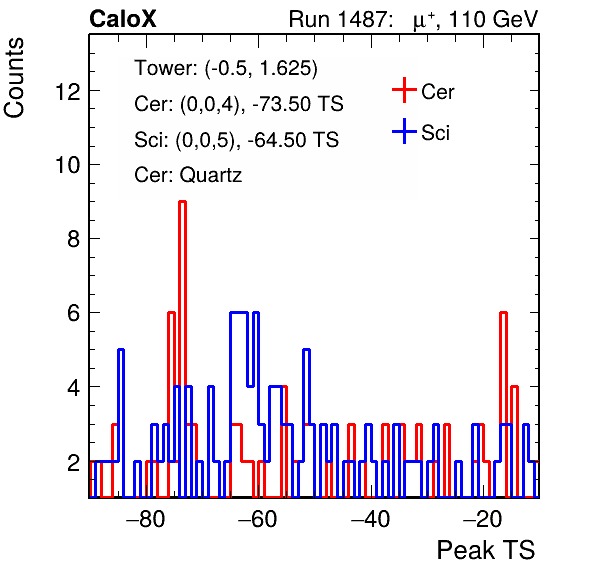 CaloX Run 1487: μ⁺, 110 GeV
Counts
Tower: (-0.5, 1.625)
Cer: (0,0,4), -73.50 TS
Sci: (0,0,5), -64.50 TS
Cer: Quartz
Cer
Sci
12
10
8
6
4
2
−80 −60 −40 −20
Peak TS